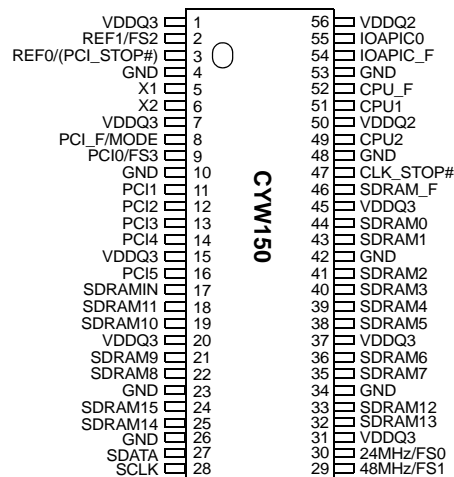 VDDQ3 1 56 VDDQ2
REF1/FS2 2 55 IOAPIC0
REF0/(PCI_STOP#) 3 54 IOAPIC_F
GND 4 53 GND
X1 5 52 CPU_F
X2 6 51 CPU1
VDDQ3 7 50 VDDQ2
PCI_F/MODE 8 49 CPU2
PCI0/FS3 9 48 GND
GND 10 47 CLK_STOP#
PCI1 11 46 SDRAM_F
PCI2 12 45 VDDQ3
PCI3 13 44 SDRAM0
PCI4 14 43 SDRAM1
VDDQ3 15 42 GND
PCI5 16 41 SDRAM2
SDRAMIN 17 40 SDRAM3
SDRAM11 18 39 SDRAM4
SDRAM10 19 38 SDRAM5
VDDQ3 20 37 VDDQ3
SDRAM9 21 36 SDRAM6
SDRAM8 22 35 SDRAM7
GND 23 34 GND
SDRAM15 24 33 SDRAM12
SDRAM14 25 32 SDRAM13
GND 26 31 VDDQ3
SDATA 27 30 24MHz/FS0
SCLK 28 29 48MHz/FS1
CYW150